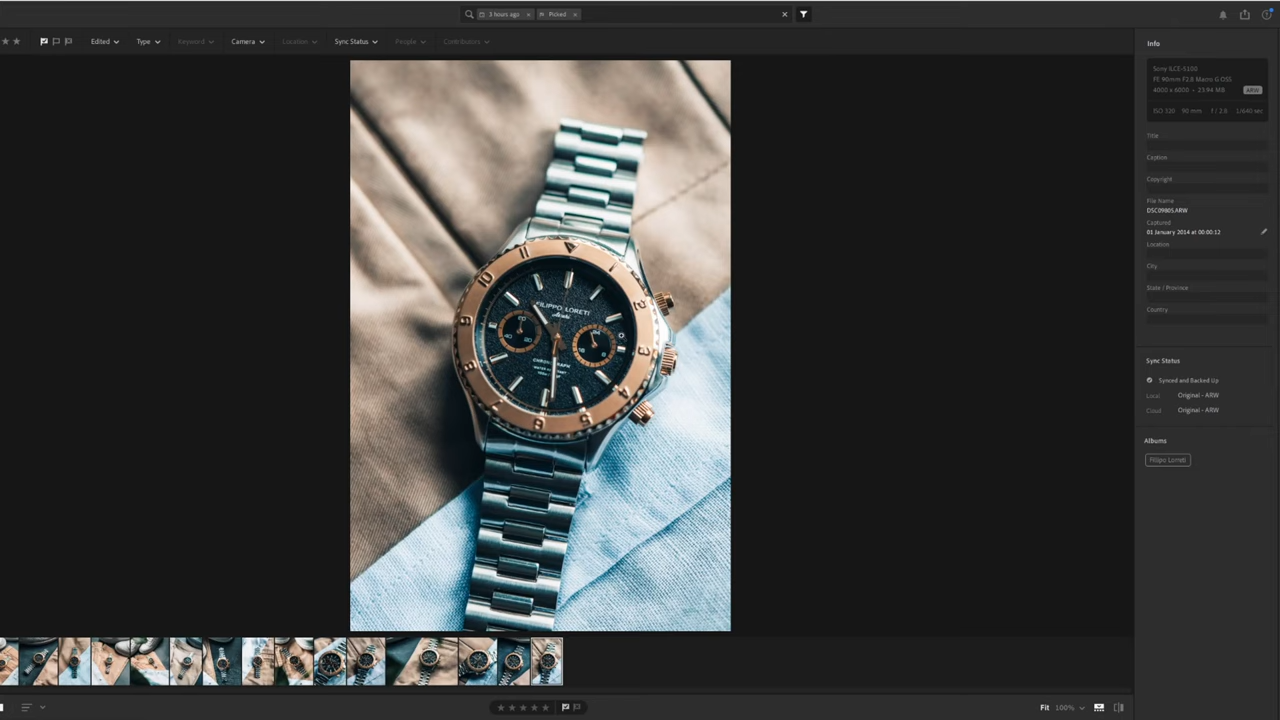 3 hours ago × Picked ×
Edited Type Keyword Camera Location Sync Status People Contributors
Info
Sony ILCE-5100
FE 90mm F2.8 Macro G OSS
4000 x 6000 • 23.94 MB ARW
ISO 320 90 mm f / 2.8 1/640 sec
Title
Caption
Copyright
File Name
DSC09805.ARW
Captured
01 January 2014 at 00:00:12
Location
City
State / Province
Country
Sync Status
Synced and Backed Up
Local Original - ARW
Cloud Original - ARW
Albums
Filipo Loreti
FILIPPO LORETI
CHRONOGRAPH
Fit 100%